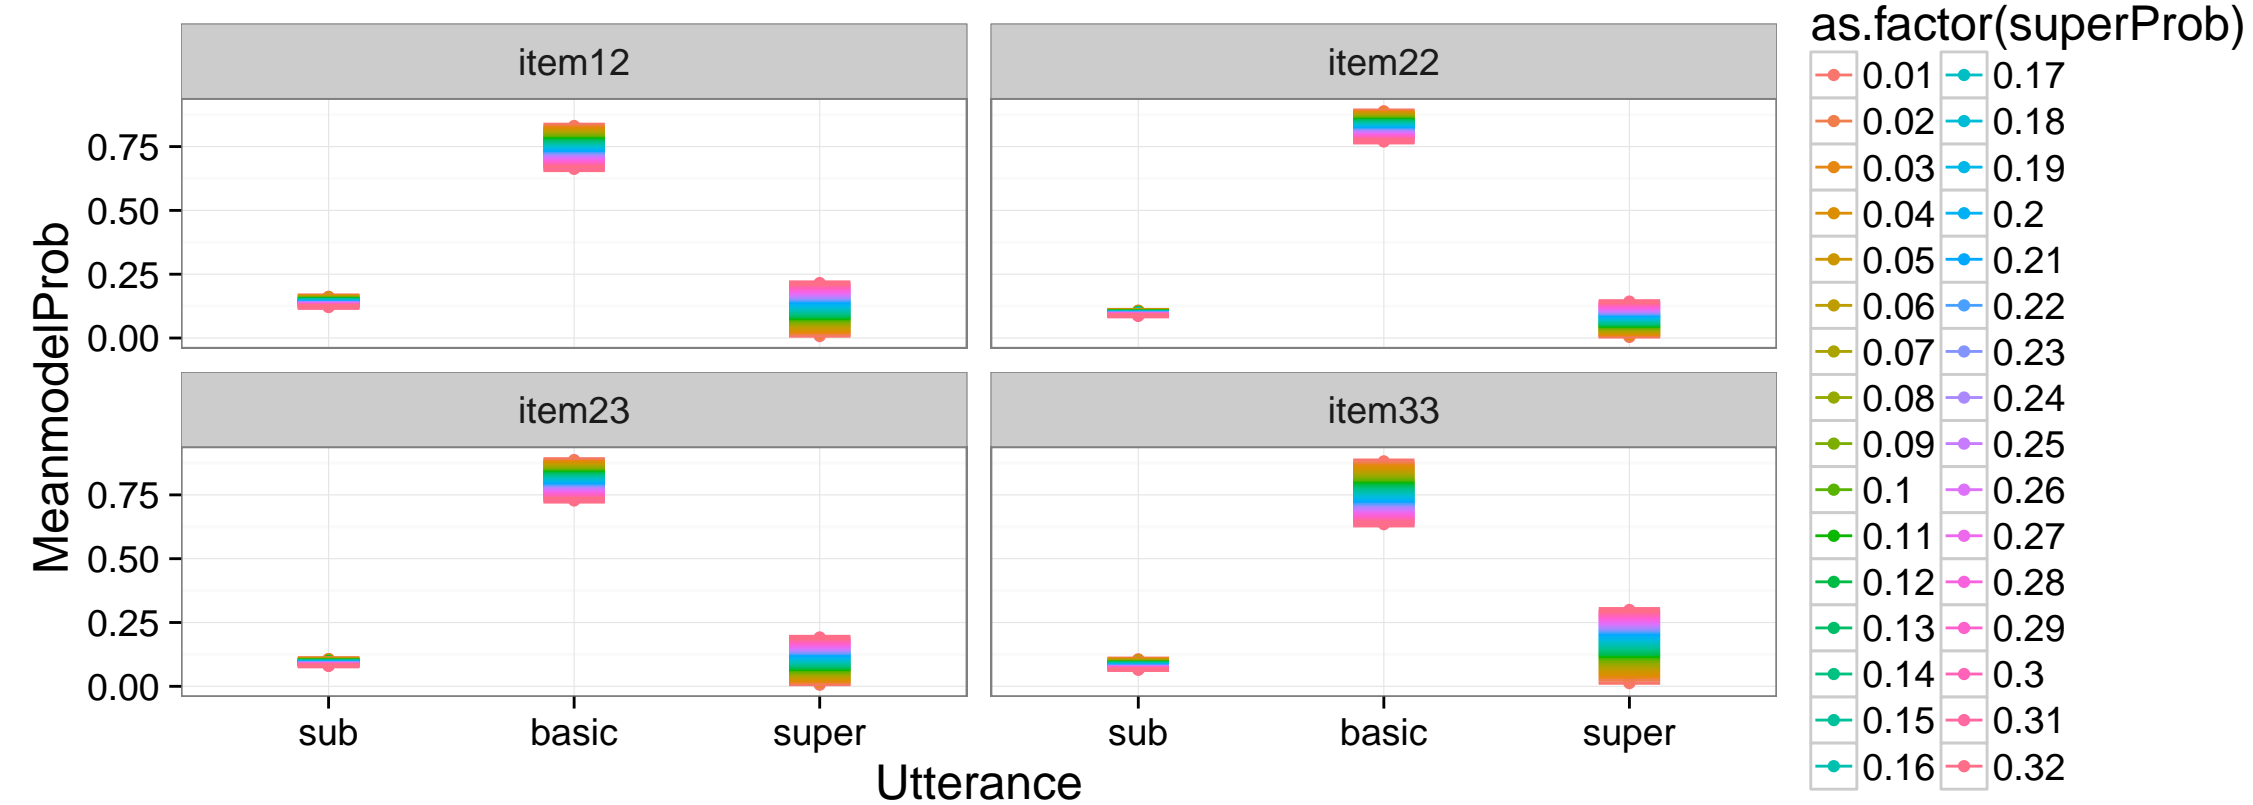 item12
item22
0.75
0.50
0.25
0.00
item23
item33
0.75
0.50
0.25
0.00
sub basic super
sub basic super
Utterance
MeanmodelProb
as.factor(superProb)
0.01 0.17
0.02 0.18
0.03 0.19
0.04 0.2
0.05 0.21
0.06 0.22
0.07 0.23
0.08 0.24
0.09 0.25
0.1 0.26
0.11 0.27
0.12 0.28
0.13 0.29
0.14 0.3
0.15 0.31
0.16 0.32